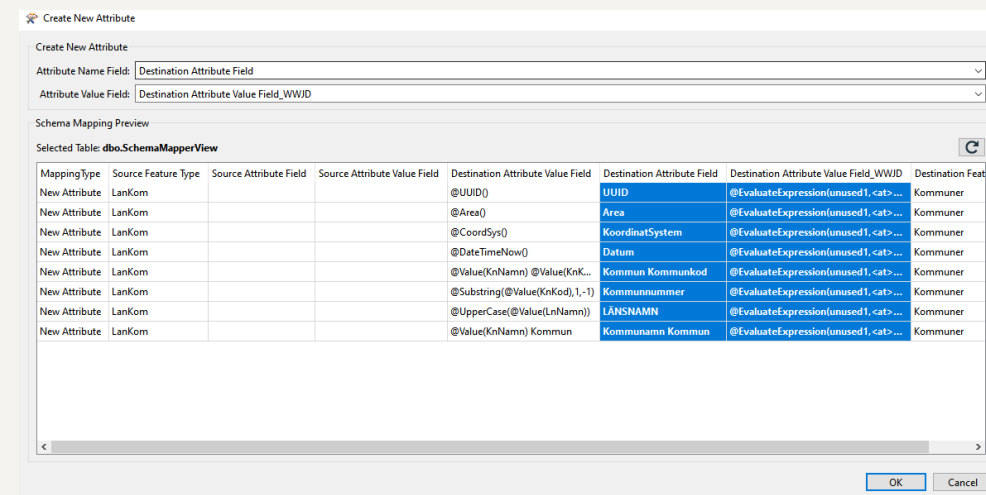 Create New Attribute
Create New Attribute
Attribute Name Field: Destination Attribute Field
Attribute Value Field: Destination Attribute Value Field_WWJD
Schema Mapping Preview
Selected Table: dbo.SchemaMapperView
MappingType Source Feature Type Source Attribute Field Source Attribute Value Field Destination Attribute Value Field Destination Attribute Field Destination Attribute Value Field_WWJD Destination Feat
New Attribute LanKom @UUID() UUID @EvaluateExpression(unused1,<at>... Kommuner
New Attribute LanKom @Area() Area @EvaluateExpression(unused1,<at>... Kommuner
New Attribute LanKom @CoordSys() KoordinatSystem @EvaluateExpression(unused1,<at>... Kommuner
New Attribute LanKom @DateTimeNow() Datum @EvaluateExpression(unused1,<at>... Kommuner
New Attribute LanKom @Value(KnNamn) @Value(KnK... Kommun Kommunkod @EvaluateExpression(unused1,<at>... Kommuner
New Attribute LanKom @Substring(@Value(KnKod),1,-1) Kommunnummer @EvaluateExpression(unused1,<at>... Kommuner
New Attribute LanKom @UpperCase(@Value(LnNamn)) LÄNSNAMN @EvaluateExpression(unused1,<at>... Kommuner
New Attribute LanKom @Value(KnNamn) Kommun Kommunamn Kommun @EvaluateExpression(unused1,<at>... Kommuner
OK Cancel